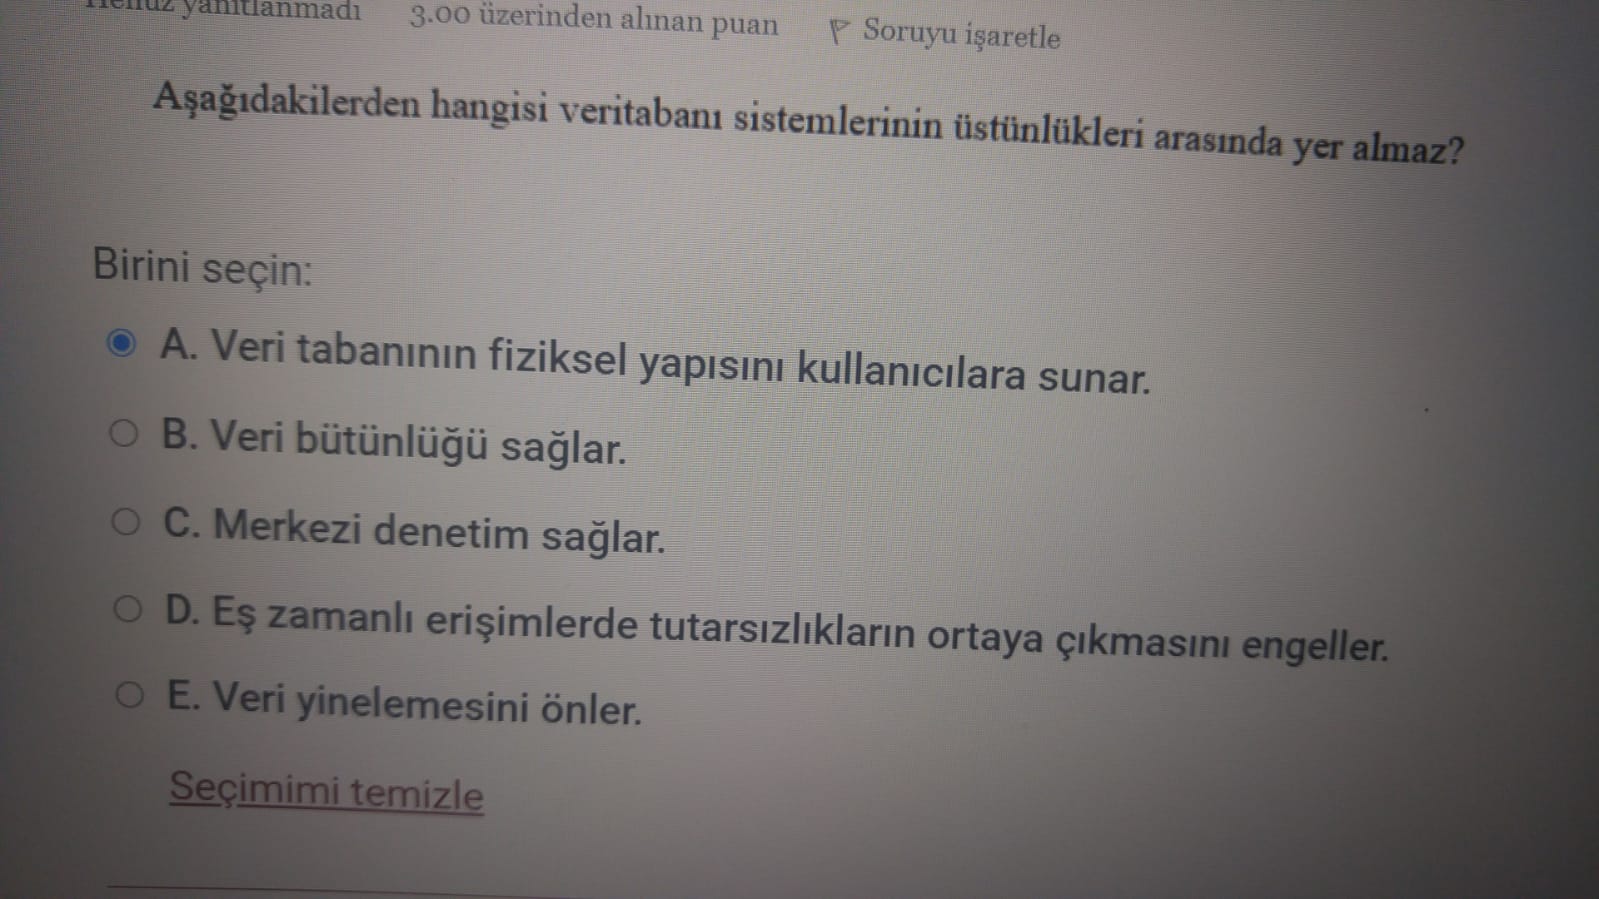 Henüz yanıtlanmadı 3.00 üzerinden alınan puan Soruyu işaretle
Aşağıdakilerden hangisi veritabanı sistemlerinin üstünlükleri arasında yer almaz?
Birini seçin:
A. Veri tabanının fiziksel yapısını kullanıcılara sunar.
B. Veri bütünlüğü sağlar.
C. Merkezi denetim sağlar.
D. Eş zamanlı erişimlerde tutarsızlıkların ortaya çıkmasını engeller.
E. Veri yinelemesini önler.
Seçimimi temizle